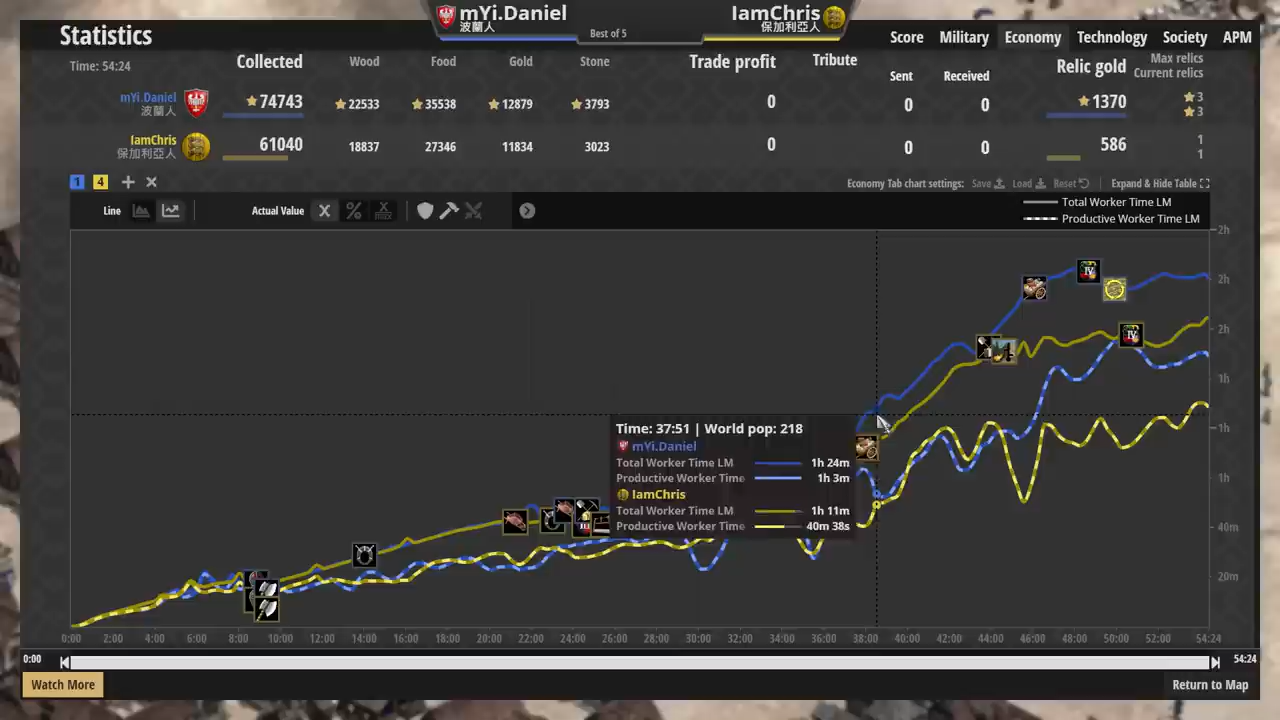 mYi.Daniel
波蘭人
Best of 5
IamChris
保加利亞人
Statistics
Score Military Economy Technology Society APM
Time: 54:24
Collected Wood Food Gold Stone Trade profit Tribute Sent Received Relic gold Max relics
Current relics
mYi.Daniel
波蘭人
74743 22533 35538 12879 3793 0 0 0 1370 3
3
IamChris
保加利亞人
61040 18837 27346 11834 3023 0 0 0 586 1
1
1 4
Economy Tab chart settings: Save Load Reset Expand & Hide Table
Line Actual Value
Total Worker Time LM
Productive Worker Time LM
2h
2h
2h
1h
1h
1h
40m
20m
Time: 37:51 | World pop: 218
mYi.Daniel
Total Worker Time LM 1h 24m
Productive Worker Time 1h 3m
IamChris
Total Worker Time LM 1h 11m
Productive Worker Time 40m 38s
IV
IV
III
0:00 2:00 4:00 6:00 8:00 10:00 12:00 14:00 16:00 18:00 20:00 22:00 24:00 26:00 28:00 30:00 32:00 34:00 36:00 38:00 40:00 42:00 44:00 46:00 48:00 50:00 52:00 54:24
0:00 54:24
Watch More
Return to Map